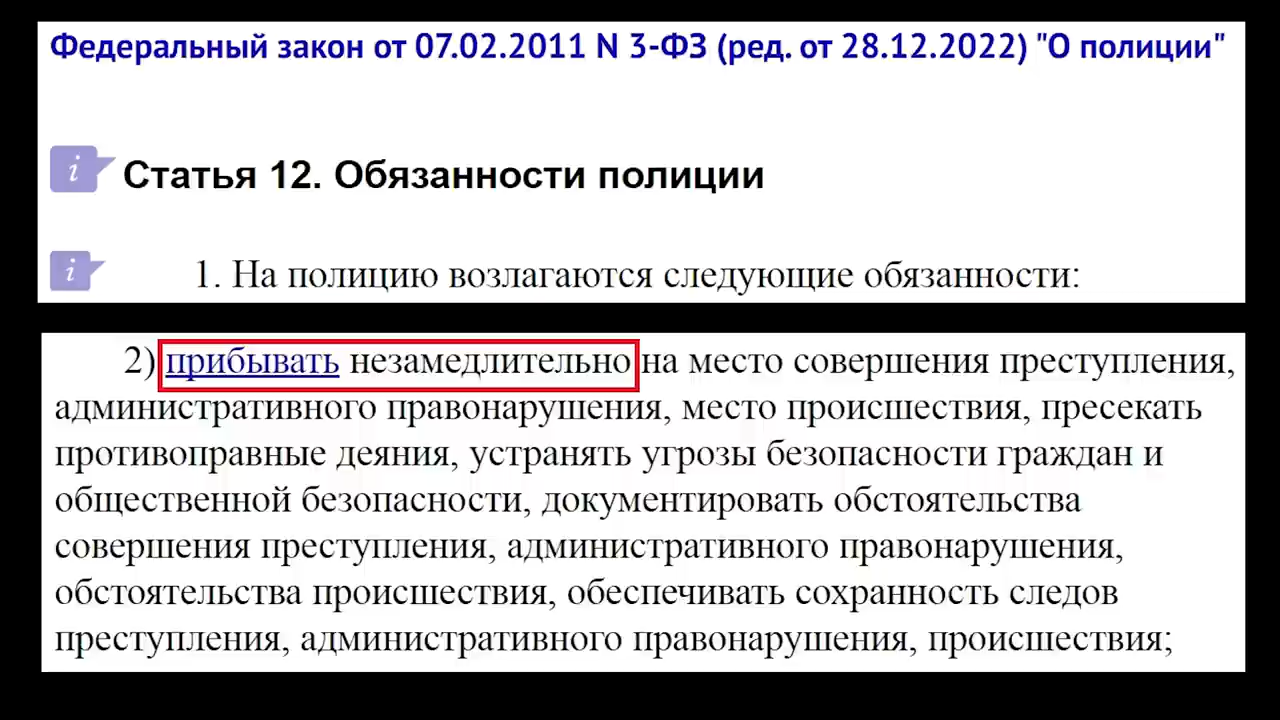 Федеральный закон от 07.02.2011 N 3-ФЗ (ред. от 28.12.2022) "О полиции"
i Статья 12. Обязанности полиции
i 1. На полицию возлагаются следующие обязанности:
2) прибывать незамедлительно на место совершения преступления,
административного правонарушения, место происшествия, пресекать
противоправные деяния, устранять угрозы безопасности граждан и
общественной безопасности, документировать обстоятельства
совершения преступления, административного правонарушения,
обстоятельства происшествия, обеспечивать сохранность следов
преступления, административного правонарушения, происшествия;